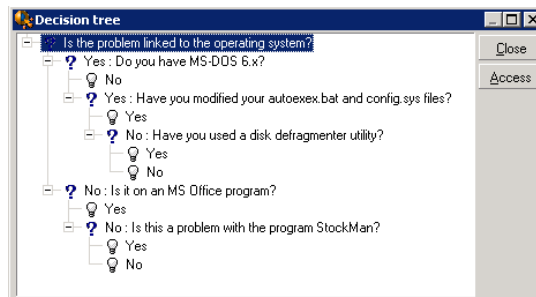 Decision tree
Is the problem linked to the operating system?
Yes : Do you have MS-DOS 6.x?
No
Yes : Have you modified your autoexex.bat and config.sys files?
Yes
No : Have you used a disk defragmenter utility?
Yes
No
No : Is it on an MS Office program?
Yes
No : Is this a problem with the program StockMan?
Yes
No
Close
Access